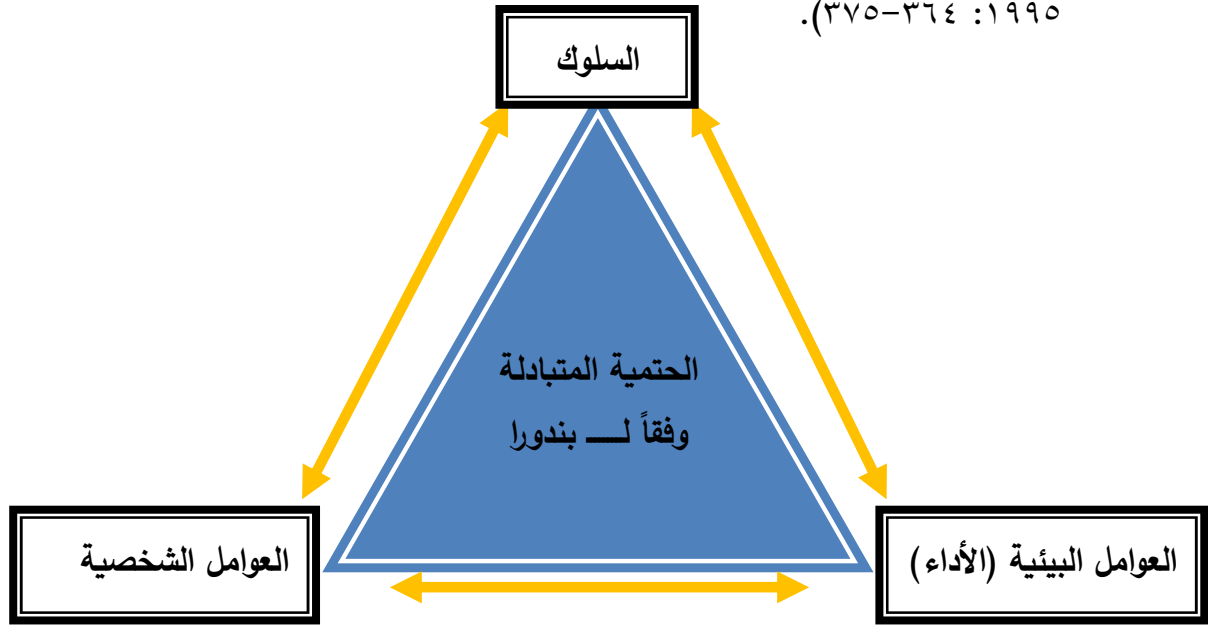 ١٩٩٥: ٣٦٤-٣٧٥).
السلوك
الحتمية المتبادلة
وفقاً لـــ بندورا
العوامل البيئية (الأداء)
العوامل الشخصية